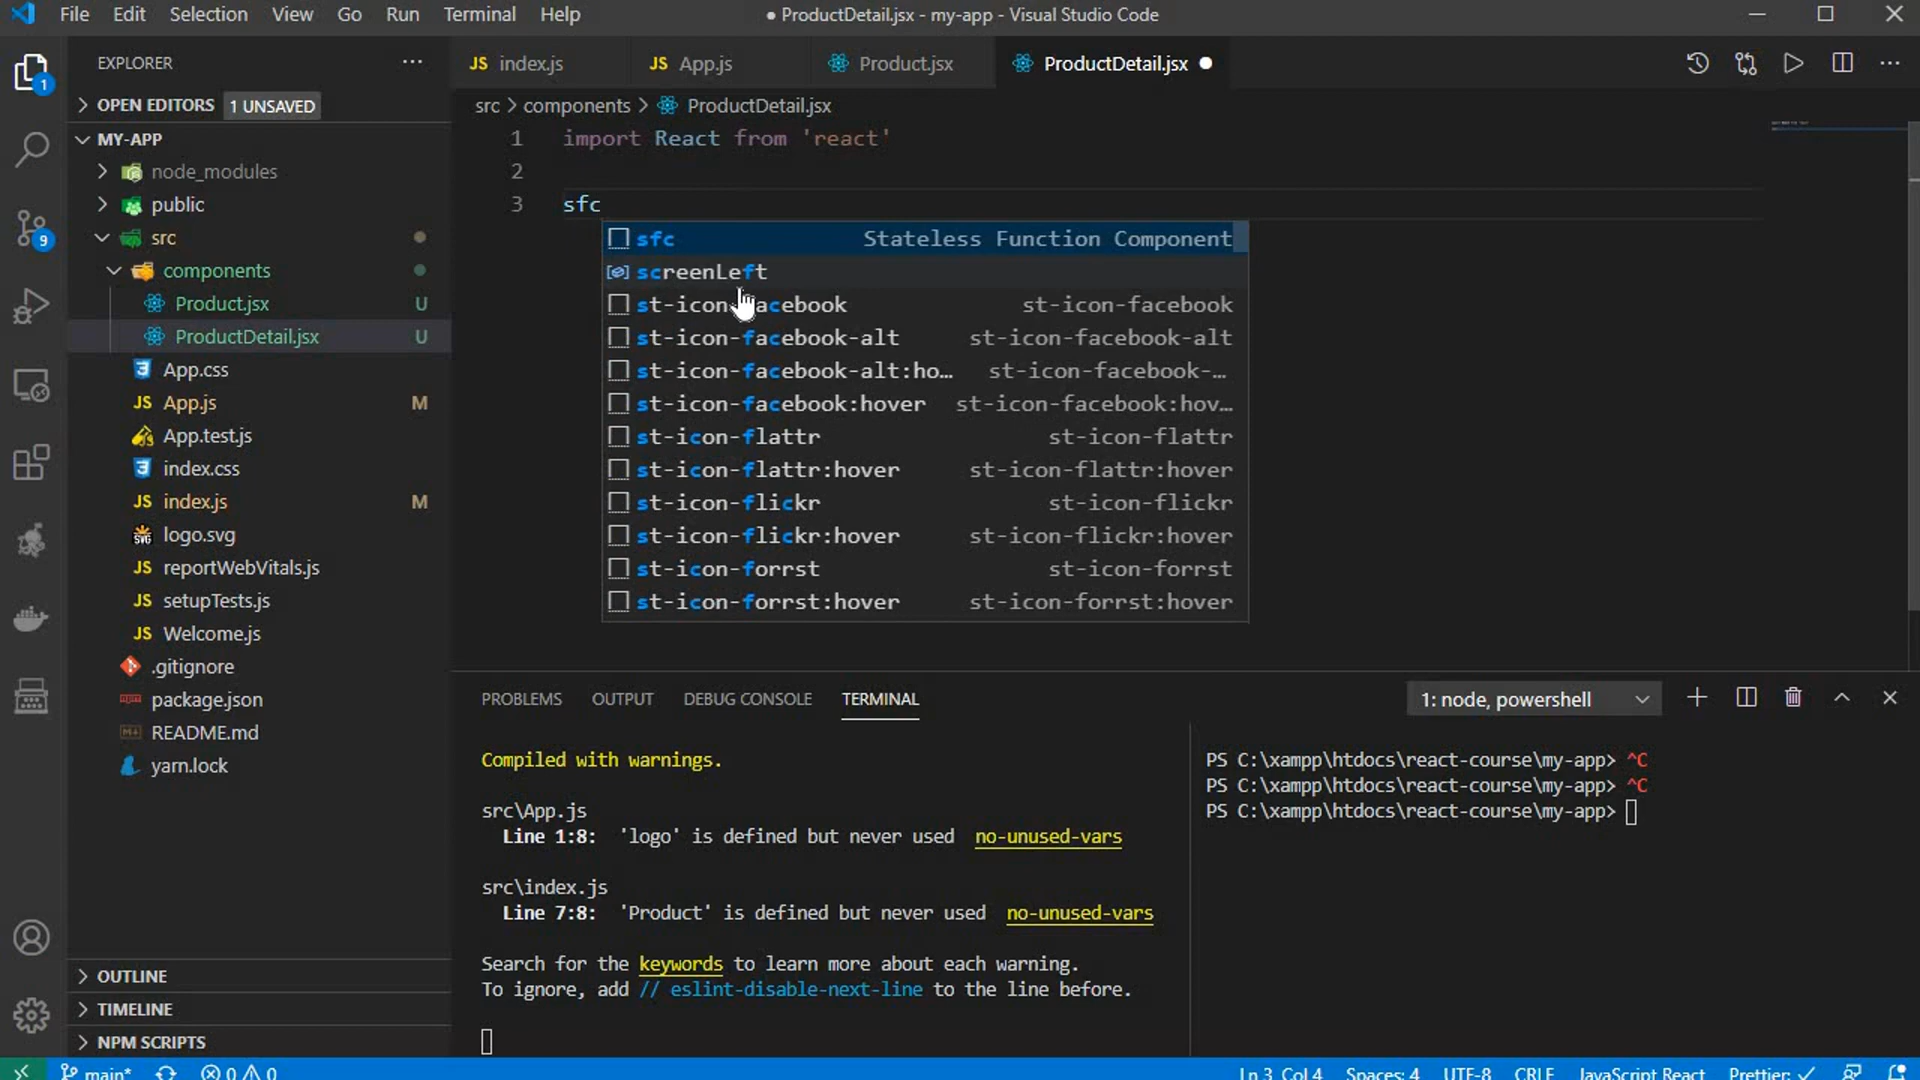 File Edit Selection View Go Run Terminal Help
● ProductDetail.jsx - my-app - Visual Studio Code
EXPLORER
JS index.js
JS App.js
Product.jsx
ProductDetail.jsx
1
OPEN EDITORS 1 UNSAVED
src > components > ProductDetail.jsx
MY-APP
node_modules
public
src
components
Product.jsx U
ProductDetail.jsx U
App.css
JS App.js M
App.test.js
index.css
JS index.js M
SVG logo.svg
JS reportWebVitals.js
JS setupTests.js
JS Welcome.js
.gitignore
package.json
README.md
yarn.lock
9
OUTLINE
TIMELINE
NPM SCRIPTS
1 import React from 'react'
2
3 sfc
sfc Stateless Function Component
screenLeft
st-icon-facebook st-icon-facebook
st-icon-facebook-alt st-icon-facebook-alt
st-icon-facebook-alt:ho… st-icon-facebook-…
st-icon-facebook:hover st-icon-facebook:hov…
st-icon-flattr st-icon-flattr
st-icon-flattr:hover st-icon-flattr:hover
st-icon-flickr st-icon-flickr
st-icon-flickr:hover st-icon-flickr:hover
st-icon-forrst st-icon-forrst
st-icon-forrst:hover st-icon-forrst:hover
PROBLEMS OUTPUT DEBUG CONSOLE TERMINAL
1: node, powershell
Compiled with warnings.
src\App.js
Line 1:8: 'logo' is defined but never used no-unused-vars
src\index.js
Line 7:8: 'Product' is defined but never used no-unused-vars
Search for the keywords to learn more about each warning.
To ignore, add // eslint-disable-next-line to the line before.
PS C:\xampp\htdocs\react-course\my-app> ^C
PS C:\xampp\htdocs\react-course\my-app> ^C
PS C:\xampp\htdocs\react-course\my-app>
main* 0 0
Ln 3, Col 4 Spaces: 4 UTF-8 CRLF JavaScript React Prettier: ✓